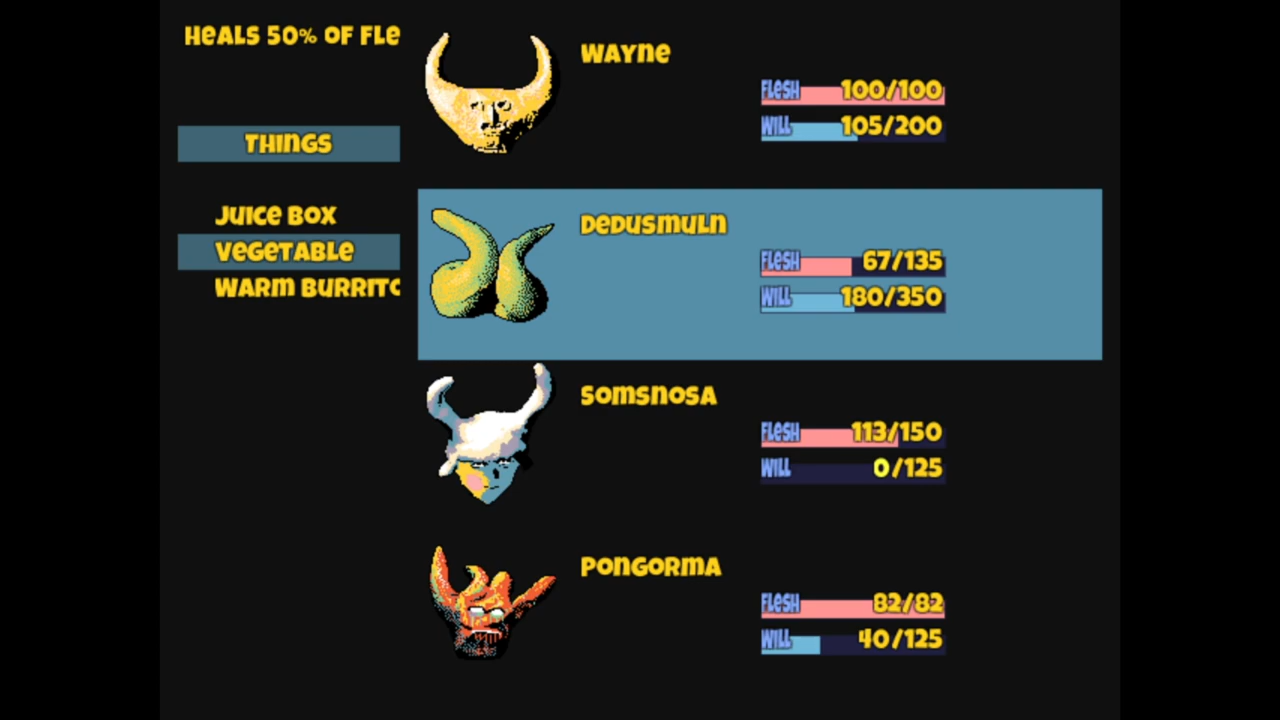 HEALS 50% OF FLE
THINGS
JUICE BOX
VEGETABLE
WARM BURRITO
WAYNE
FLESH 100/100
WILL 105/200
DEDUSMULN
FLESH 67/135
WILL 180/350
SOMSNOSA
FLESH 113/150
WILL 0/125
PONGORMA
FLESH 82/82
WILL 40/125